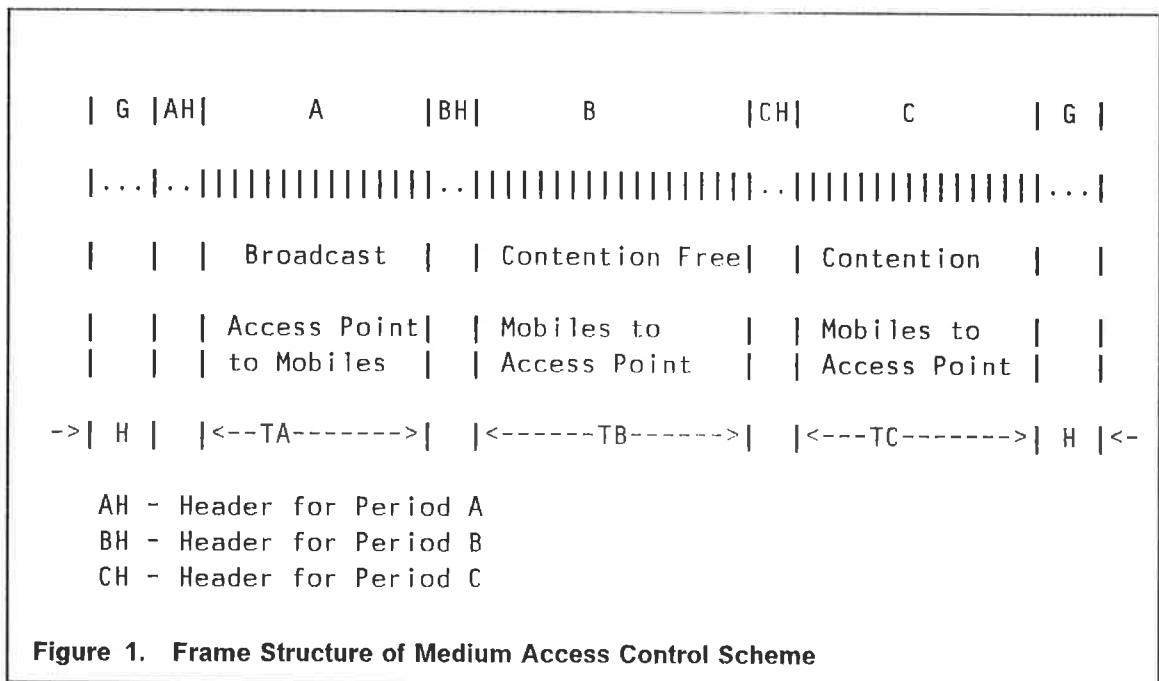 | G |AH| A |BH| B |CH| C | G |
|...|..|||||||||||||||..||||||||||||||||||..||||||||||||||||...|
| | | Broadcast | | Contention Free| | Contention | |
| | | Access Point| | Mobiles to | | Mobiles to | |
| | | to Mobiles | | Access Point | | Access Point | |
->| H | |<--TA------->| |<------TB------>| |<---TC------->| H |<-
AH - Header for Period A
BH - Header for Period B
CH - Header for Period C
Figure 1. Frame Structure of Medium Access Control Scheme